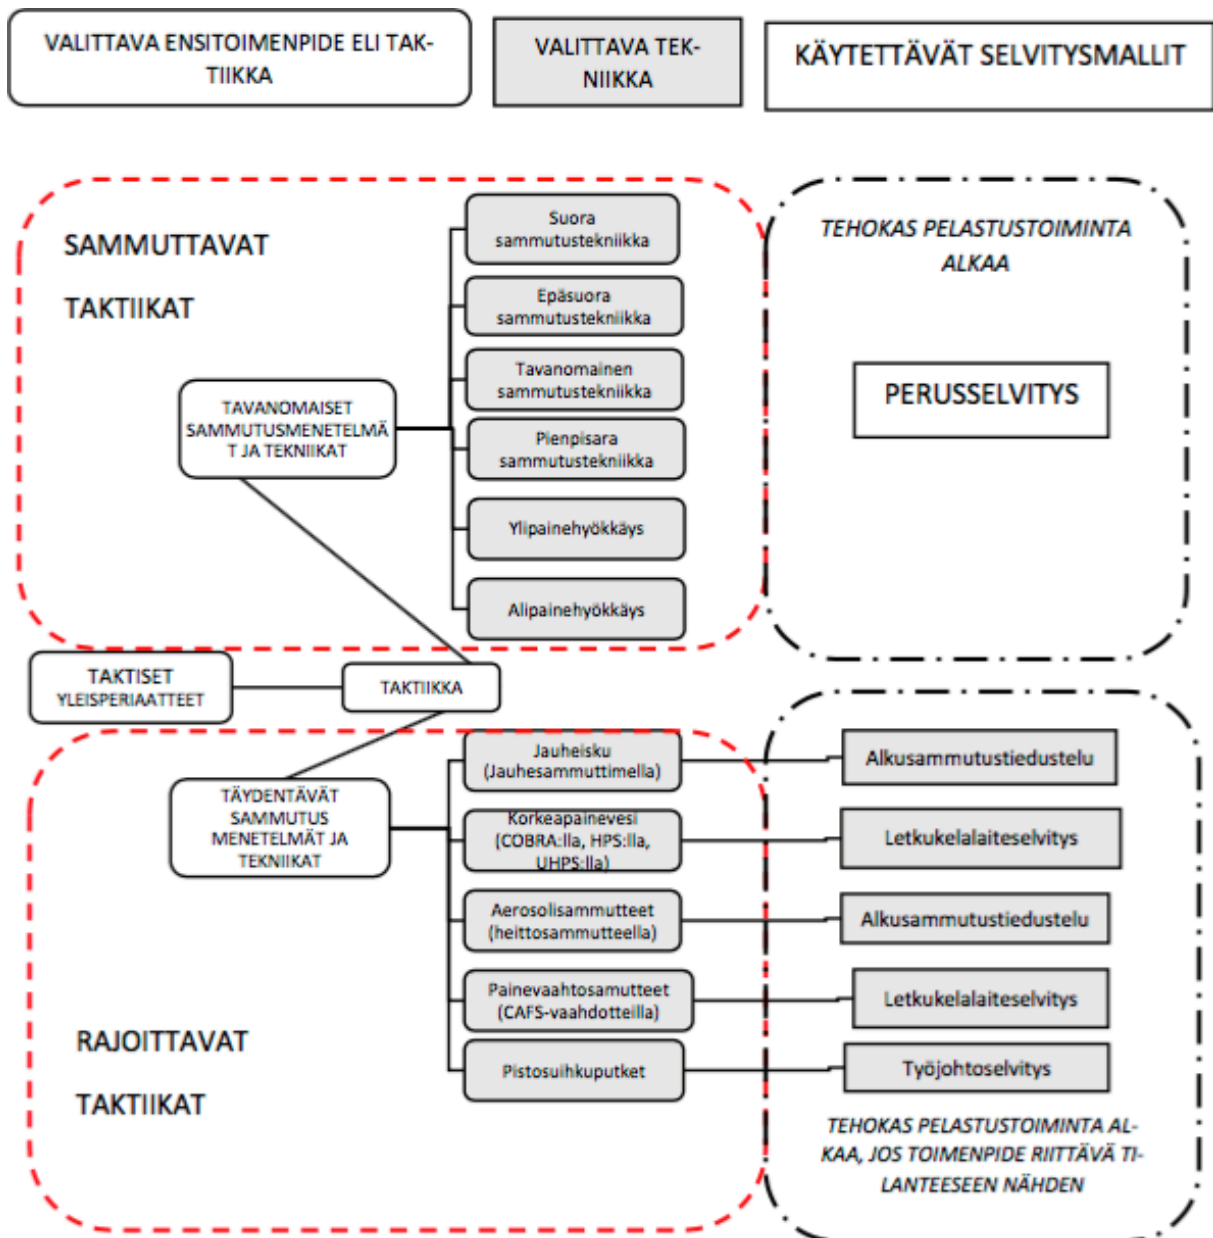 VALITTAVA ENSITOIMENPIDE ELI TAK-
TIIKKA
VALITTAVA TEK-
NIIKKA
KÄYTETTÄVÄT SELVITYSMALLIT
SAMMUTTAVAT
TAKTIIKAT
Suora
sammutustekniikka
Epäsuora
sammutustekniikka
Tavanomainen
sammutustekniikka
Pienpisara
sammutustekniikka
Ylipainehyökkäys
Alipainehyökkäys
TAVANOMAISET
SAMMUTUSMENETELMÄ
T JA TEKNIIKAT
TEHOKAS PELASTUSTOIMINTA
ALKAA
PERUSSELVITYS
TAKTISET
YLEISPERIAATTEET
TAKTIIKKA
TÄYDENTÄVÄT
SAMMUTUS
MENETELMÄT JA
TEKNIIKAT
Jauheisku
(Jauhesammuttimella)
Korkeapainevesi
(COBRA:lla, HPS:lla,
UHPS:lla)
Aerosolisammutteet
(heittosammutteella)
Painevaahtosamutteet
(CAFS-vaahdotteilla)
Pistosuihkuputket
RAJOITTAVAT
TAKTIIKAT
Alkusammutustiedustelu
Letkukelalaiteselvitys
Alkusammutustiedustelu
Letkukelalaiteselvitys
Työjohtoselvitys
TEHOKAS PELASTUSTOIMINTA AL-
KAA, JOS TOIMENPIDE RIITTÄVÄ TI-
LANTEESEEN NÄHDEN